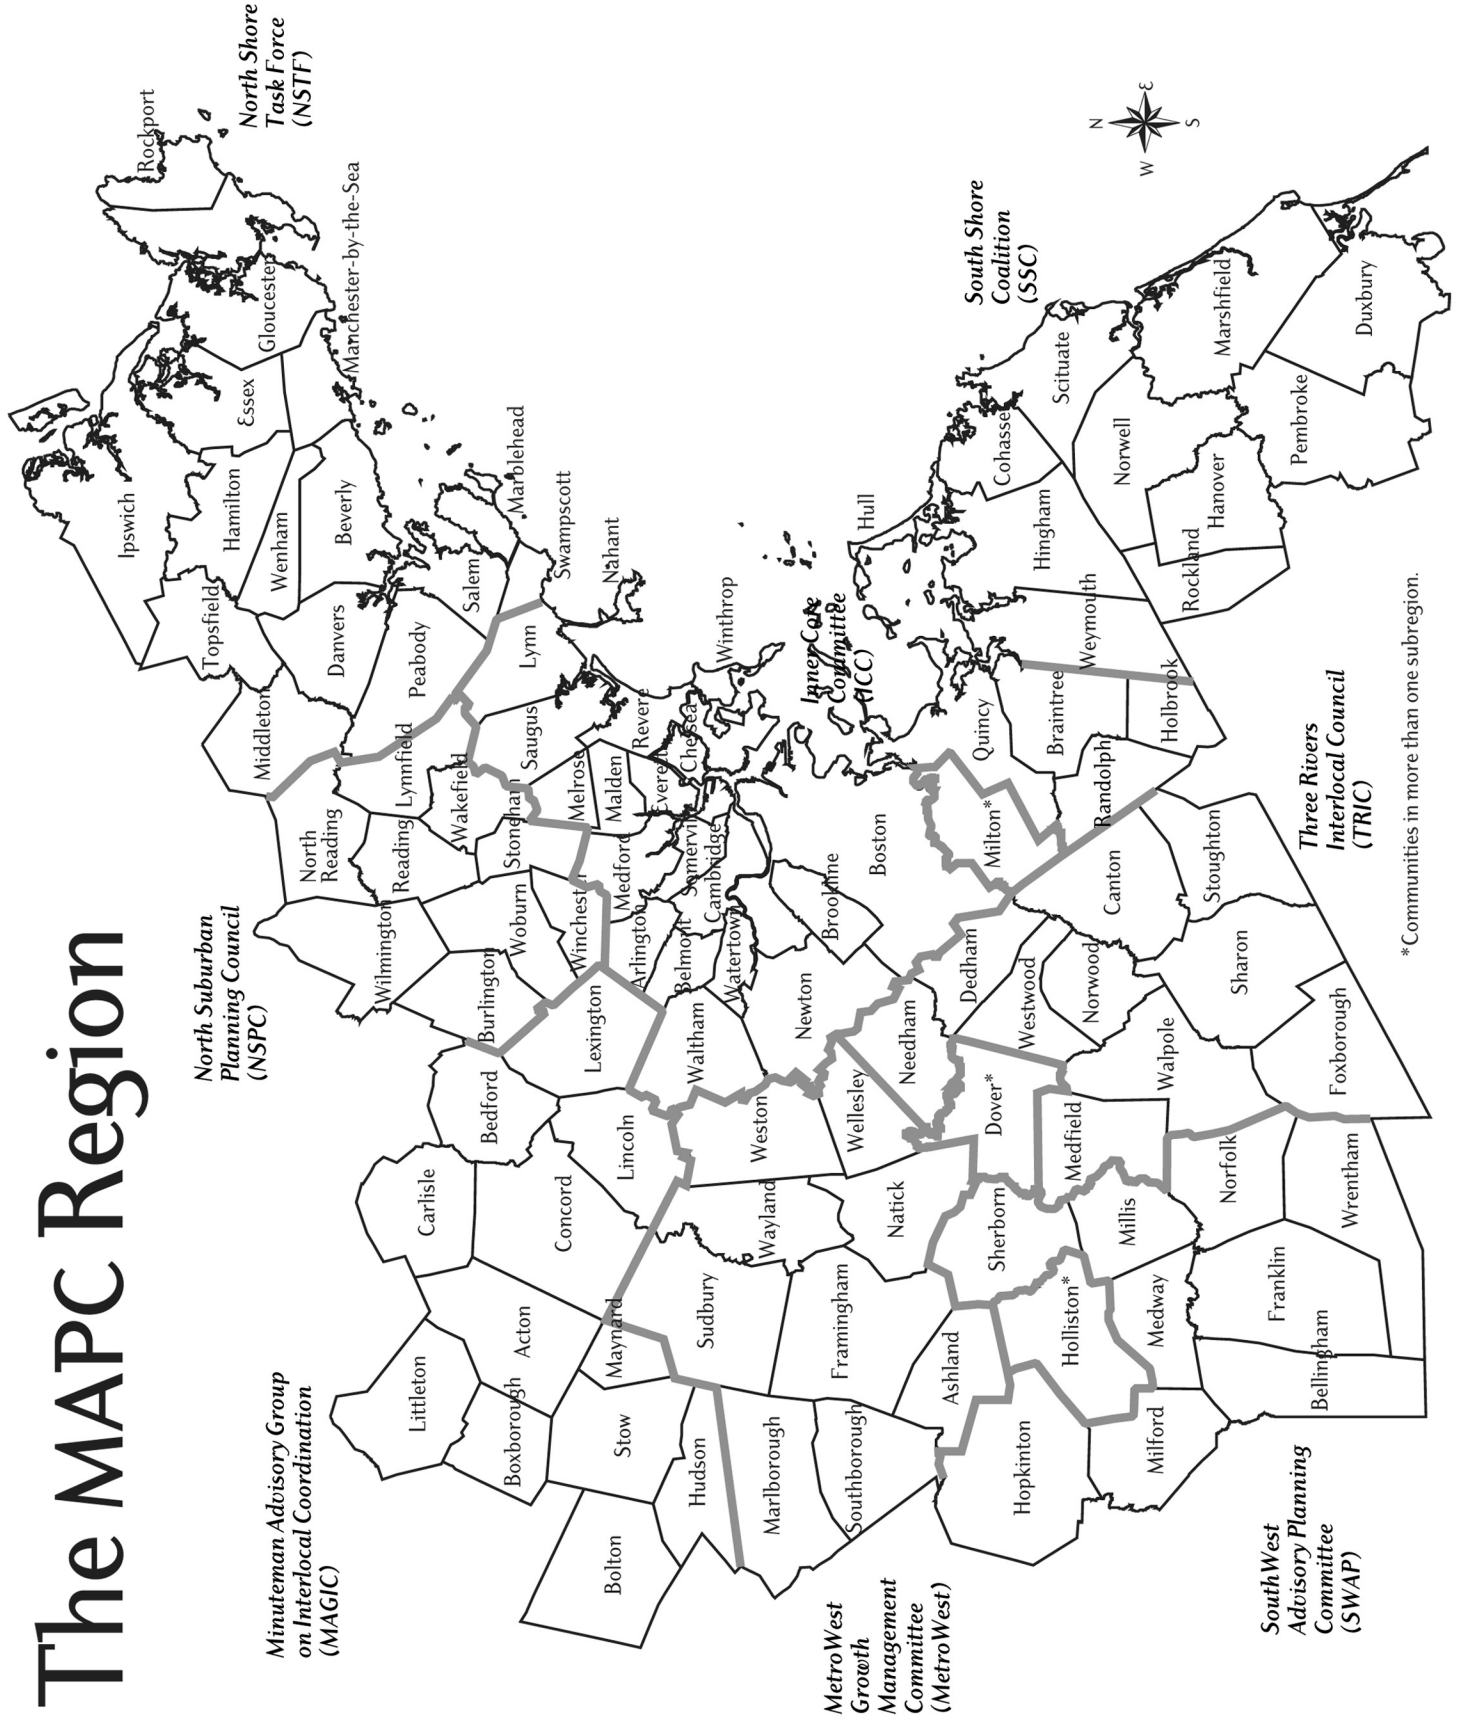 The MAPC Region
North Shore
Task Force
(NSTF)
North Suburban
Planning Council
(NSPC)
Minuteman Advisory Group
on Interlocal Coordination
(MAGIC)
Inner Core
Committee
(ICC)
South Shore
Coalition
(SSC)
MetroWest
Growth
Management
Committee
(MetroWest)
SouthWest
Advisory Planning
Committee
(SWAP)
Three Rivers
Interlocal Council
(TRIC)
N
W
E
S
Rockport
Gloucester
Manchester-by-the-Sea
Essex
Ipswich
Hamilton
Wenham
Beverly
Topsfield
Danvers
Middleton
Peabody
Salem
Marblehead
Swampscott
Nahant
Lynn
Lynnfield
North
Reading
Reading
Wakefield
Saugus
Stoneham
Melrose
Malden
Revere
Everett
Chelsea
Winthrop
Wilmington
Burlington
Woburn
Winchester
Medford
Somerville
Cambridge
Arlington
Belmont
Watertown
Lexington
Waltham
Newton
Brookline
Boston
Bedford
Carlisle
Concord
Lincoln
Littleton
Acton
Boxborough
Maynard
Stow
Hudson
Bolton
Weston
Wellesley
Wayland
Sudbury
Natick
Framingham
Marlborough
Southborough
Ashland
Holliston*
Hopkinton
Milford
Medway
Millis
Sherborn
Dover*
Medfield
Norfolk
Wrentham
Franklin
Bellingham
Needham
Dedham
Westwood
Norwood
Walpole
Foxborough
Sharon
Stoughton
Canton
Milton*
Randolph
Quincy
Braintree
Holbrook
Weymouth
Hull
Hingham
Cohasset
Scituate
Norwell
Rockland
Hanover
Marshfield
Pembroke
Duxbury
*Communities in more than one subregion.